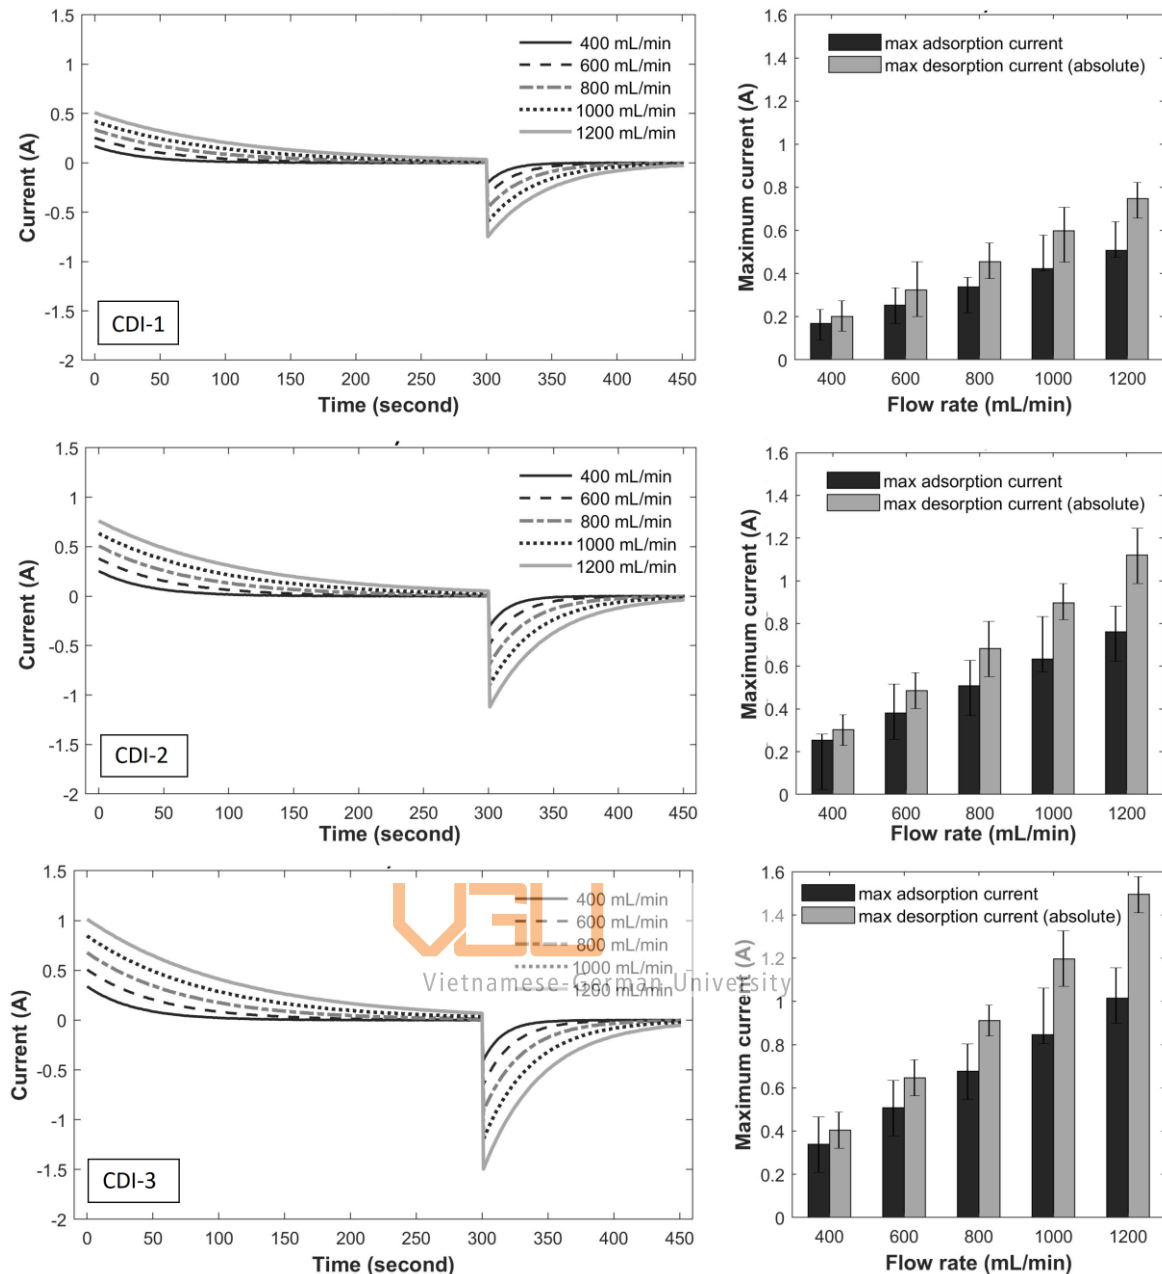 1.5
1
0.5
0
-0.5
-1
-1.5
-2
Current (A)
400 mL/min
600 mL/min
800 mL/min
1000 mL/min
1200 mL/min
CDI-1
0 50 100 150 200 250 300 350 400 450
Time (second)
1.6
1.4
1.2
1
0.8
0.6
0.4
0.2
0
Maximum current (A)
max adsorption current
max desorption current (absolute)
400 600 800 1000 1200
Flow rate (mL/min)
1.5
1
0.5
0
-0.5
-1
-1.5
-2
Current (A)
400 mL/min
600 mL/min
800 mL/min
1000 mL/min
1200 mL/min
CDI-2
0 50 100 150 200 250 300 350 400 450
Time (second)
1.6
1.4
1.2
1
0.8
0.6
0.4
0.2
0
Maximum current (A)
max adsorption current
max desorption current (absolute)
400 600 800 1000 1200
Flow rate (mL/min)
1.5
1
0.5
0
-0.5
-1
-1.5
-2
Current (A)
400 mL/min
600 mL/min
800 mL/min
1000 mL/min
1200 mL/min
VGU
Vietnamese-German University
CDI-3
0 50 100 150 200 250 300 350 400 450
Time (second)
1.6
1.4
1.2
1
0.8
0.6
0.4
0.2
0
Maximum current (A)
max adsorption current
max desorption current (absolute)
400 600 800 1000 1200
Flow rate (mL/min)